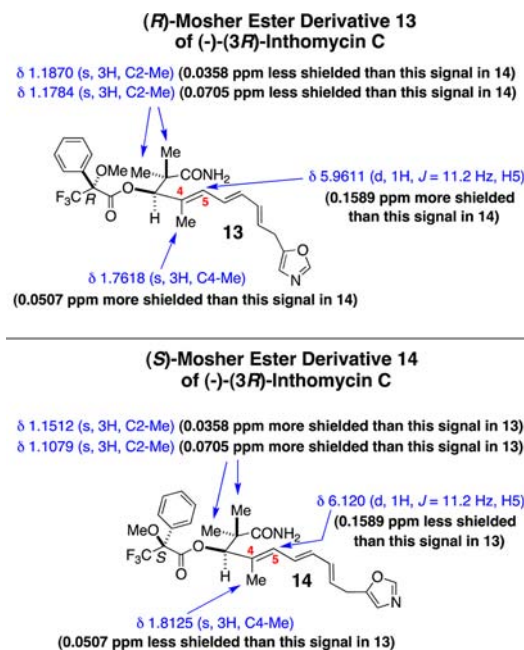 (R)-Mosher Ester Derivative 13
of (-)-(3R)-Inthomycin C
δ 1.1870 (s, 3H, C2-Me) (0.0358 ppm less shielded than this signal in 14)
δ 1.1784 (s, 3H, C2-Me) (0.0705 ppm less shielded than this signal in 14)
Me
OMe
Me
CONH2
δ 5.9611 (d, 1H, J = 11.2 Hz, H5)
(0.1589 ppm more shielded
than this signal in 14)
F3C
R
O
O
H
4
5
Me
13
O
N
δ 1.7618 (s, 3H, C4-Me)
(0.0507 ppm more shielded than this signal in 14)
(S)-Mosher Ester Derivative 14
of (-)-(3R)-Inthomycin C
δ 1.1512 (s, 3H, C2-Me) (0.0358 ppm more shielded than this signal in 13)
δ 1.1079 (s, 3H, C2-Me) (0.0705 ppm more shielded than this signal in 13)
δ 6.120 (d, 1H, J = 11.2 Hz, H5)
(0.1589 ppm less shielded
than this signal in 13)
Me
Me
CONH2
MeO
F3C
S
O
O
H
4
5
Me
14
O
N
δ 1.8125 (s, 3H, C4-Me)
(0.0507 ppm less shielded than this signal in 13)